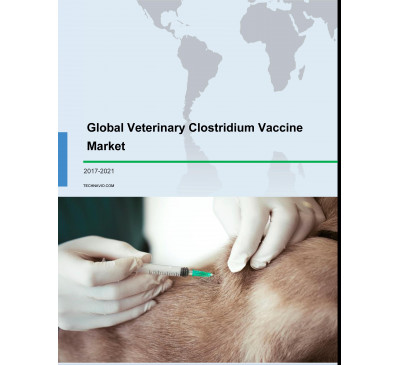 Global Veterinary Clostridium Vaccine
Market
2017-2021
TECHNAVIO.COM